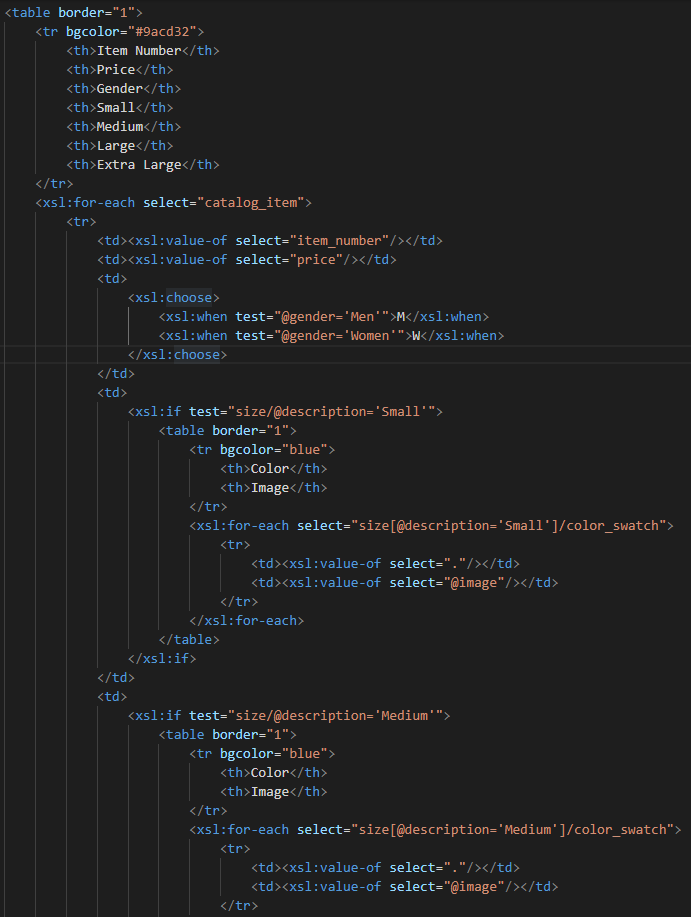 <table border="1">
<tr bgcolor="#9acd32">
<th>Item Number</th>
<th>Price</th>
<th>Gender</th>
<th>Small</th>
<th>Medium</th>
<th>Large</th>
<th>Extra Large</th>
</tr>
<xsl:for-each select="catalog_item">
<tr>
<td><xsl:value-of select="item_number"/></td>
<td><xsl:value-of select="price"/></td>
<td>
<xsl:choose>
<xsl:when test="@gender='Men'">M</xsl:when>
<xsl:when test="@gender='Women'">W</xsl:when>
</xsl:choose>
</td>
<td>
<xsl:if test="size/@description='Small'">
<table border="1">
<tr bgcolor="blue">
<th>Color</th>
<th>Image</th>
</tr>
<xsl:for-each select="size[@description='Small']/color_swatch">
<tr>
<td><xsl:value-of select="."/></td>
<td><xsl:value-of select="@image"/></td>
</tr>
</xsl:for-each>
</table>
</xsl:if>
</td>
<td>
<xsl:if test="size/@description='Medium'">
<table border="1">
<tr bgcolor="blue">
<th>Color</th>
<th>Image</th>
</tr>
<xsl:for-each select="size[@description='Medium']/color_swatch">
<tr>
<td><xsl:value-of select="."/></td>
<td><xsl:value-of select="@image"/></td>
</tr>